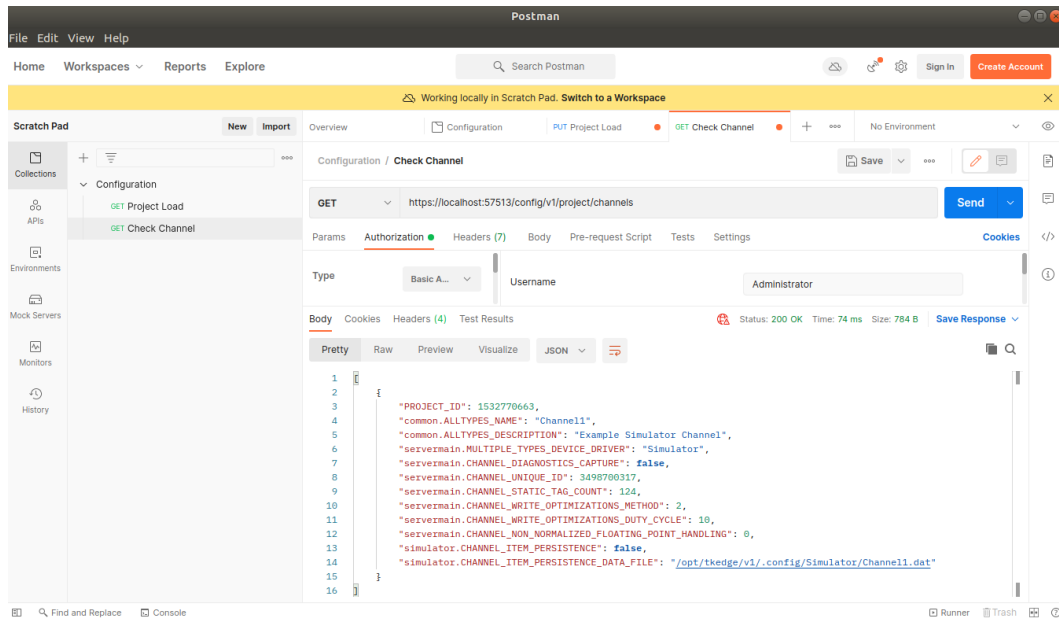 Postman
File Edit View Help
Home Workspaces Reports Explore Search Postman Sign In Create Account
Working locally in Scratch Pad. Switch to a Workspace
Scratch Pad New Import Overview Configuration PUT Project Load GET Check Channel + ooo No Environment
Collections
APIs
Environments
Mock Servers
Monitors
History
+ ooo
Configuration
GET Project Load
GET Check Channel
Configuration / Check Channel Save ooo
GET https://localhost:57513/config/v1/project/channels Send
Params Authorization Headers (7) Body Pre-request Script Tests Settings Cookies
Type Basic A... Username Administrator
Body Cookies Headers (4) Test Results Status: 200 OK Time: 74 ms Size: 784 B Save Response
Pretty Raw Preview Visualize JSON
1 [
2 {
3 "PROJECT_ID": 1532770663,
4 "common.ALLTYPES_NAME": "Channel1",
5 "common.ALLTYPES_DESCRIPTION": "Example Simulator Channel",
6 "servermain.MULTIPLE_TYPES_DEVICE_DRIVER": "Simulator",
7 "servermain.CHANNEL_DIAGNOSTICS_CAPTURE": false,
8 "servermain.CHANNEL_UNIQUE_ID": 3498700317,
9 "servermain.CHANNEL_STATIC_TAG_COUNT": 124,
10 "servermain.CHANNEL_WRITE_OPTIMIZATIONS_METHOD": 2,
11 "servermain.CHANNEL_WRITE_OPTIMIZATIONS_DUTY_CYCLE": 10,
12 "servermain.CHANNEL_NON_NORMALIZED_FLOATING_POINT_HANDLING": 0,
13 "simulator.CHANNEL_ITEM_PERSISTENCE": false,
14 "simulator.CHANNEL_ITEM_PERSISTENCE_DATA_FILE": "/opt/tkedge/v1/.config/Simulator/Channel1.dat"
15 }
16 ]
Find and Replace Console Runner Trash